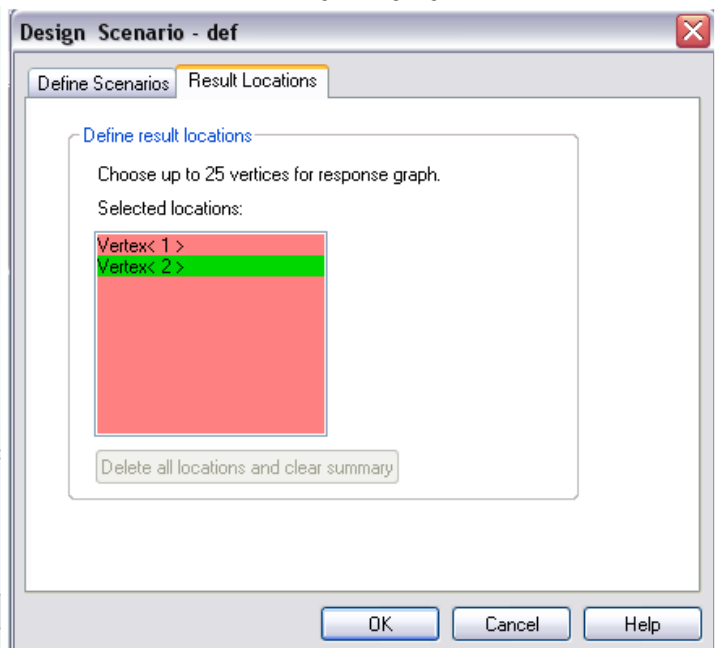 Design Scenario - def
Define Scenarios Result Locations
Define result locations
Choose up to 25 vertices for response graph.
Selected locations:
Vertex< 1 >
Vertex< 2 >
Delete all locations and clear summary
OK Cancel Help